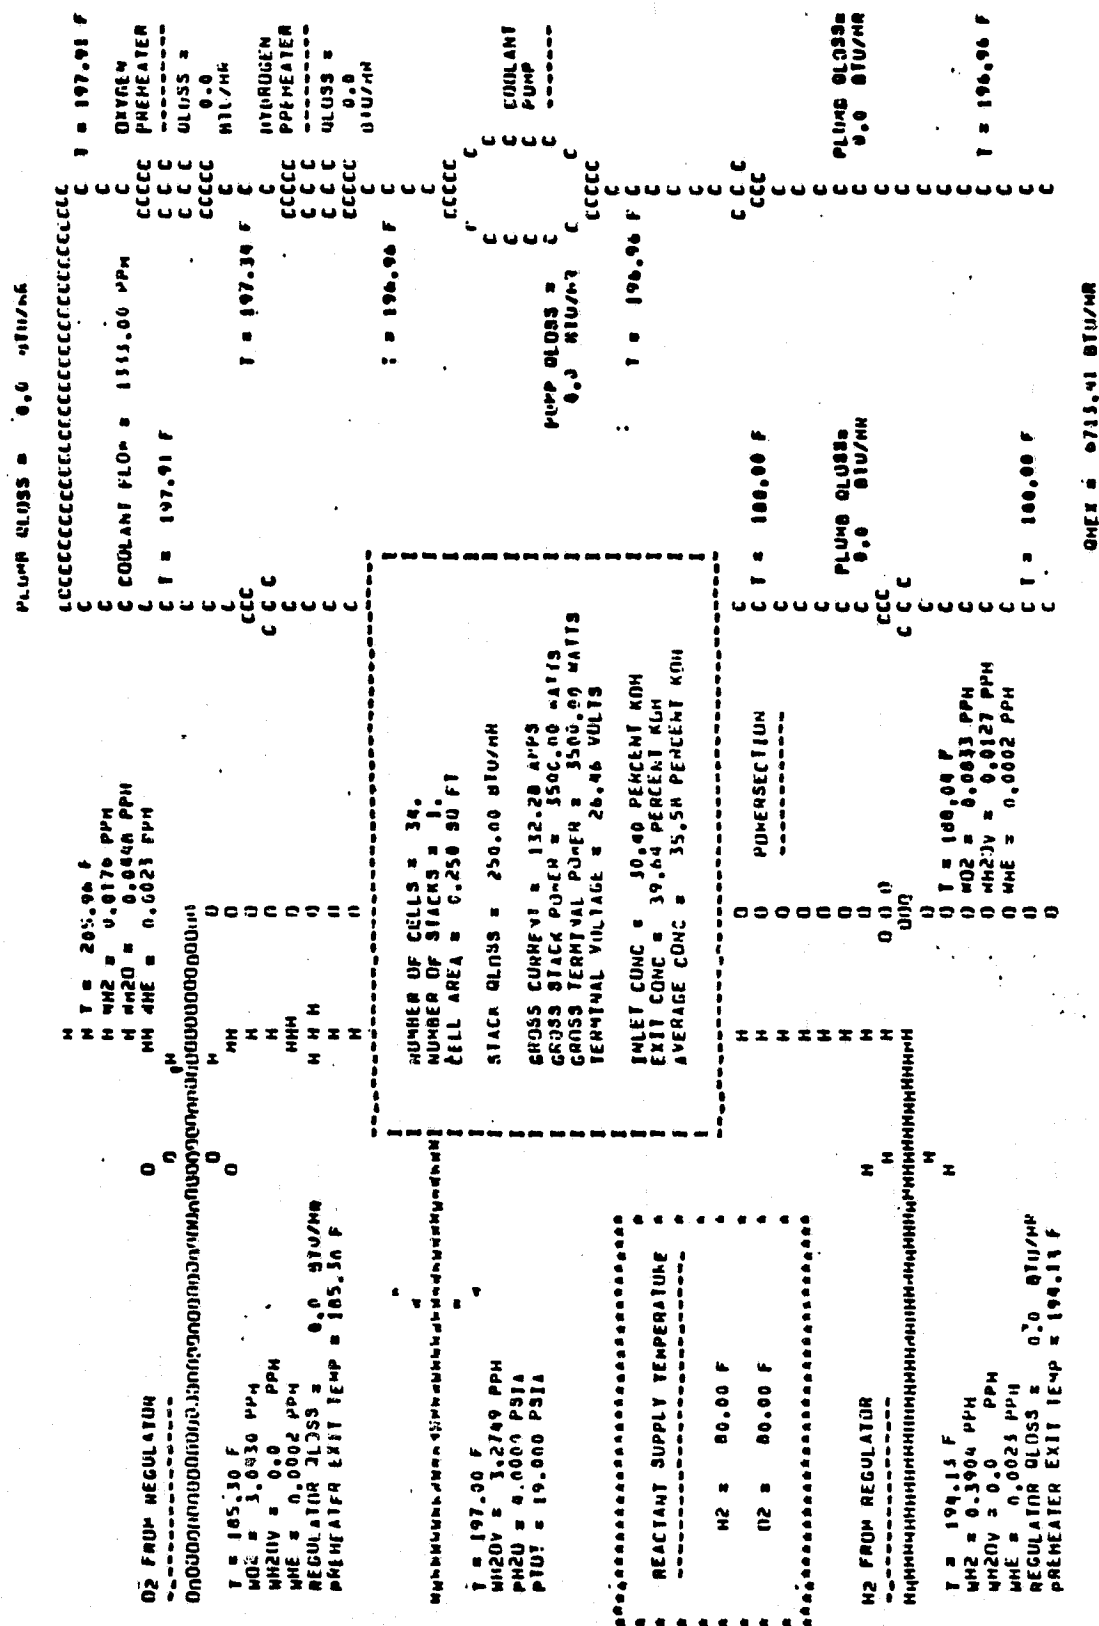 PLUMB QLOSS = 0.0 BTU/HR
T = 197.91 F
COOLANT FLOW = 1333.00 PPH
T = 197.91 F
OXYGEN
PREHEATER
---------
QLOSS =
0.0
BTU/HR
T = 197.34 F
HYDROGEN
PREHEATER
---------
QLOSS =
0.0
BTU/HR
T = 196.96 F
COOLANT
PUMP
------
PUMP QLOSS =
0.0 BTU/HR
T = 196.96 F
PLUMB QLOSS=
0.0 BTU/HR
T = 196.96 F
T = 205.96 F
WH2 = 0.0176 PPH
WH2O = 0.0448 PPH
WHE = 0.0023 PPH
O2 FROM REGULATOR
-----------------
T = 185.30 F
WO2 = 3.0930 PPH
WH2OV = 0.0 PPH
WHE = 0.0002 PPH
REGULATOR QLOSS = 0.0 BTU/HR
PREHEATER EXIT TEMP = 185.30 F
NUMBER OF CELLS = 34.
NUMBER OF STACKS = 1.
CELL AREA = 0.250 SQ FT
STACK QLOSS = 250.00 BTU/HR
GROSS CURRENT = 132.28 AMPS
GROSS STACK POWER = 3500.00 WATTS
GROSS TERMINAL POWER = 3500.00 WATTS
TERMINAL VOLTAGE = 26.46 VOLTS
INLET CONC = 30.40 PERCENT KOH
EXIT CONC = 39.64 PERCENT KOH
AVERAGE CONC = 35.58 PERCENT KOH
POWERSECTION
------------
T = 197.00 F
WH2OV = 3.2749 PPH
PH2O = 4.0004 PSIA
PTOT = 19.000 PSIA
REACTANT SUPPLY TEMPERATURE
---------------------------
H2 = 80.00 F
O2 = 80.00 F
T = 180.00 F
PLUMB QLOSS=
0.0 BTU/HR
T = 180.00 F
T = 180.04 F
WO2 = 0.0833 PPH
WH2OV = 0.0127 PPH
WHE = 0.0002 PPH
H2 FROM REGULATOR
-----------------
T = 194.13 F
WH2 = 0.3904 PPH
WH2OV = 0.0 PPH
WHE = 0.0023 PPH
REGULATOR QLOSS = 0.0 BTU/HR
PREHEATER EXIT TEMP = 194.13 F
QHEX = 6713.41 BTU/HR